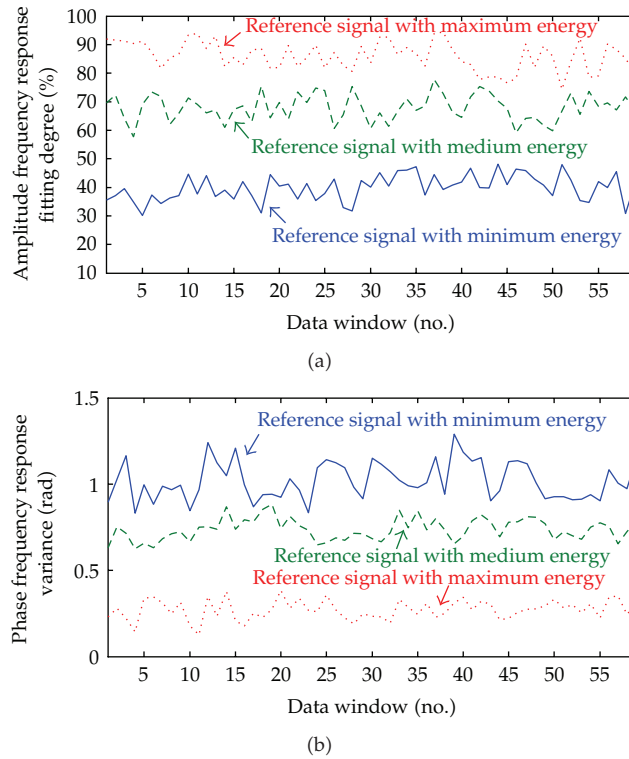 Amplitude frequency response
fitting degree (%)
100
90
80
70
60
50
40
30
20
10
Reference signal with maximum energy
Reference signal with medium energy
Reference signal with minimum energy
5 10 15 20 25 30 35 40 45 50 55
Data window (no.)
(a)
Phase frequency response
variance (rad)
1.5
1
0.5
0
Reference signal with minimum energy
Reference signal with medium energy
Reference signal with maximum energy
5 10 15 20 25 30 35 40 45 50 55
Data window (no.)
(b)